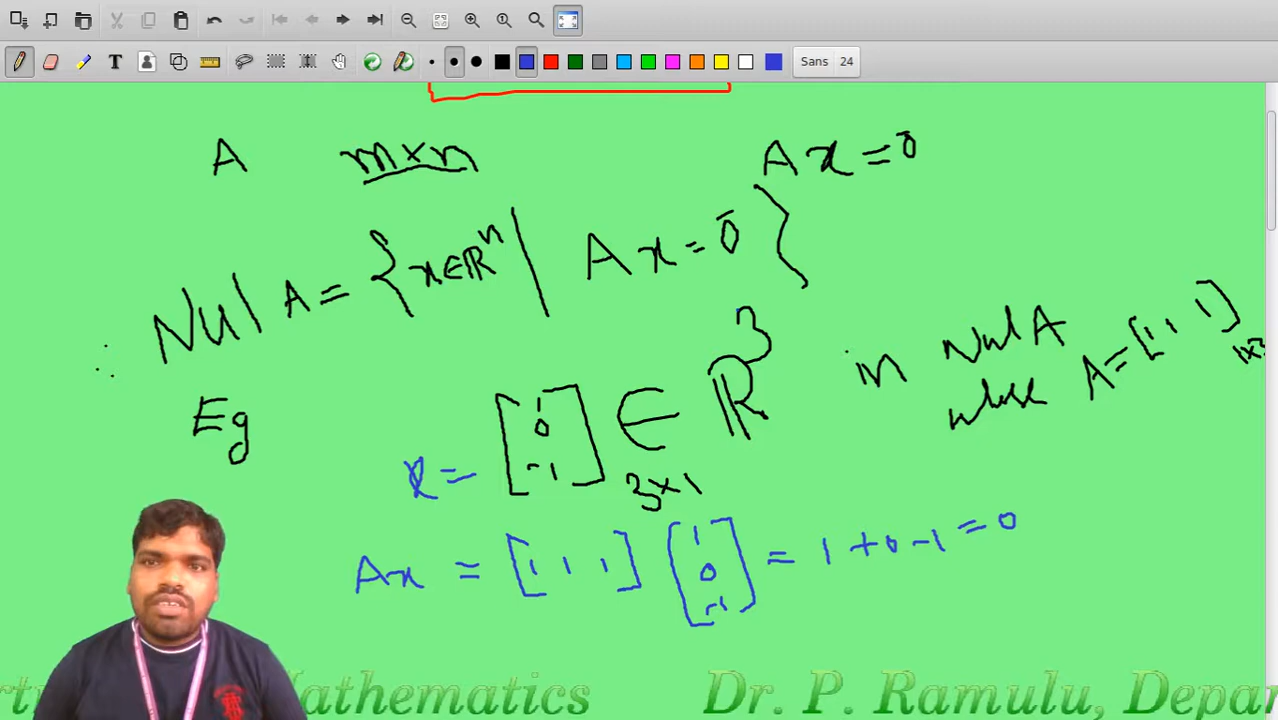 Sans 24
A m×n Ax = 0̄
Nul A = { x∈ℝⁿ | Ax = 0̄ }
∴
Eg x = [1 0 -1] ∈ ℝ³ in Nul A
3×1 whose A = [1 1 1]
Ax = [1 1 1] [1 0 -1] = 1 + 0 - 1 = 0
Mathematics Dr. P. Ramulu, Depar